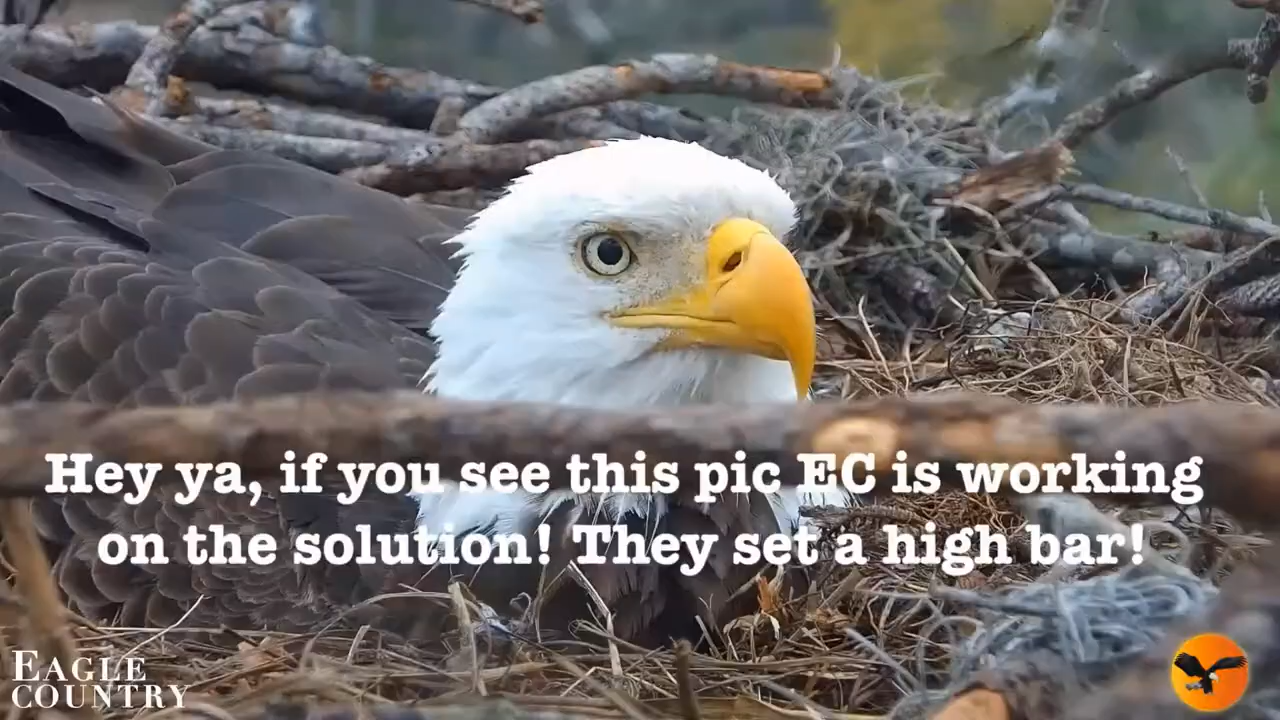 Hey ya, if you see this pic EC is working
on the solution! They set a high bar!
EAGLE
COUNTRY